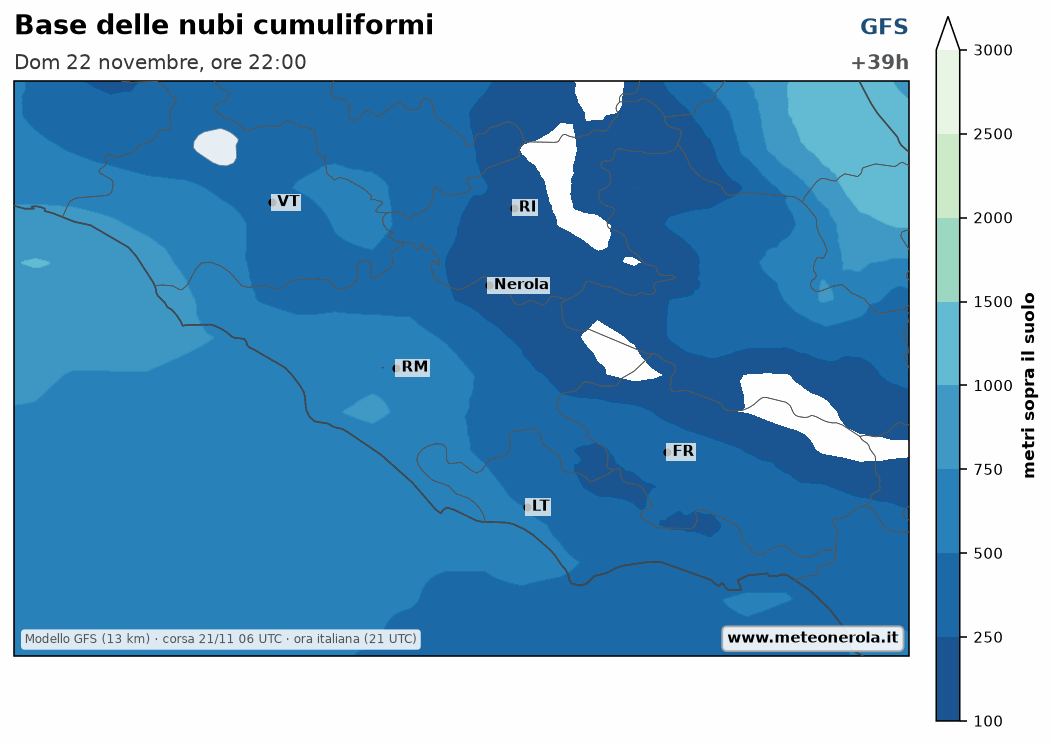 Base delle nubi cumuliformi
GFS
Dom 22 novembre, ore 22:00
+39h
VT
RI
Nerola
RM
FR
LT
Modello GFS (13 km) · corsa 21/11 06 UTC · ora italiana (21 UTC)
www.meteonerola.it
3000
2500
2000
1500
1000
750
500
250
100
metri sopra il suolo